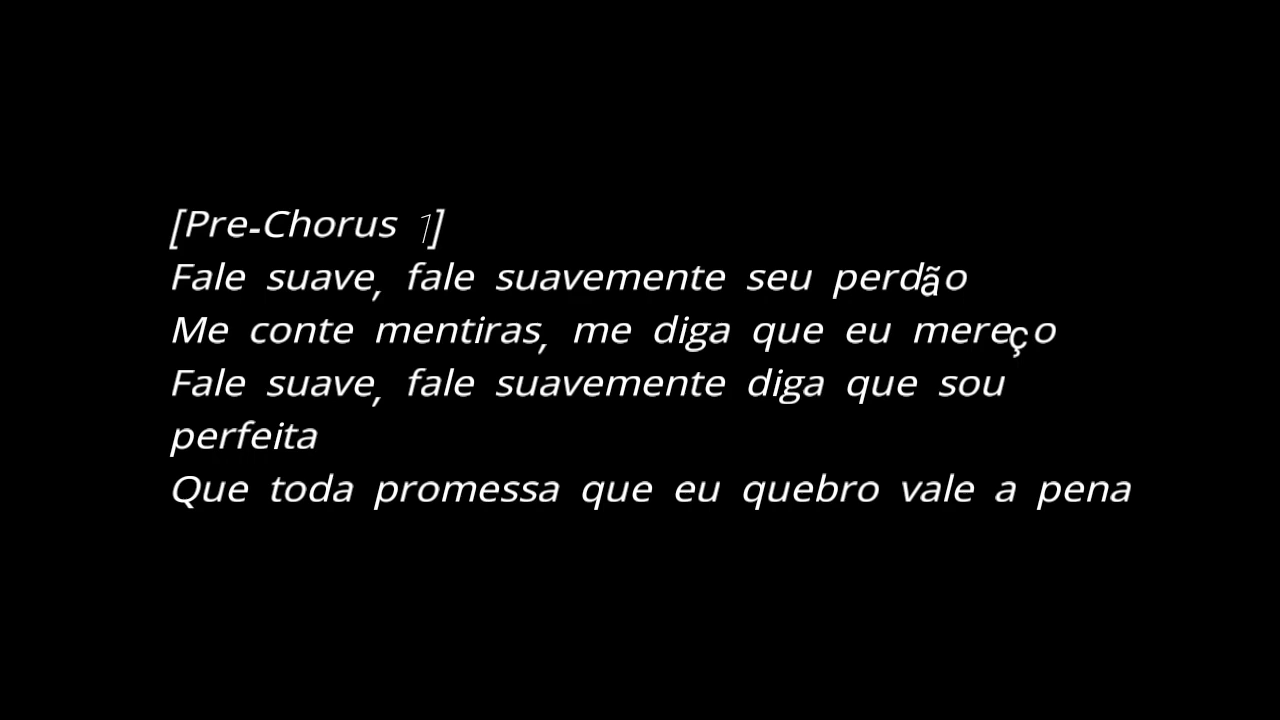 [Pre-Chorus 1]
Fale suave, fale suavemente seu perdão
Me conte mentiras, me diga que eu mereço
Fale suave, fale suavemente diga que sou
perfeita
Que toda promessa que eu quebro vale a pena